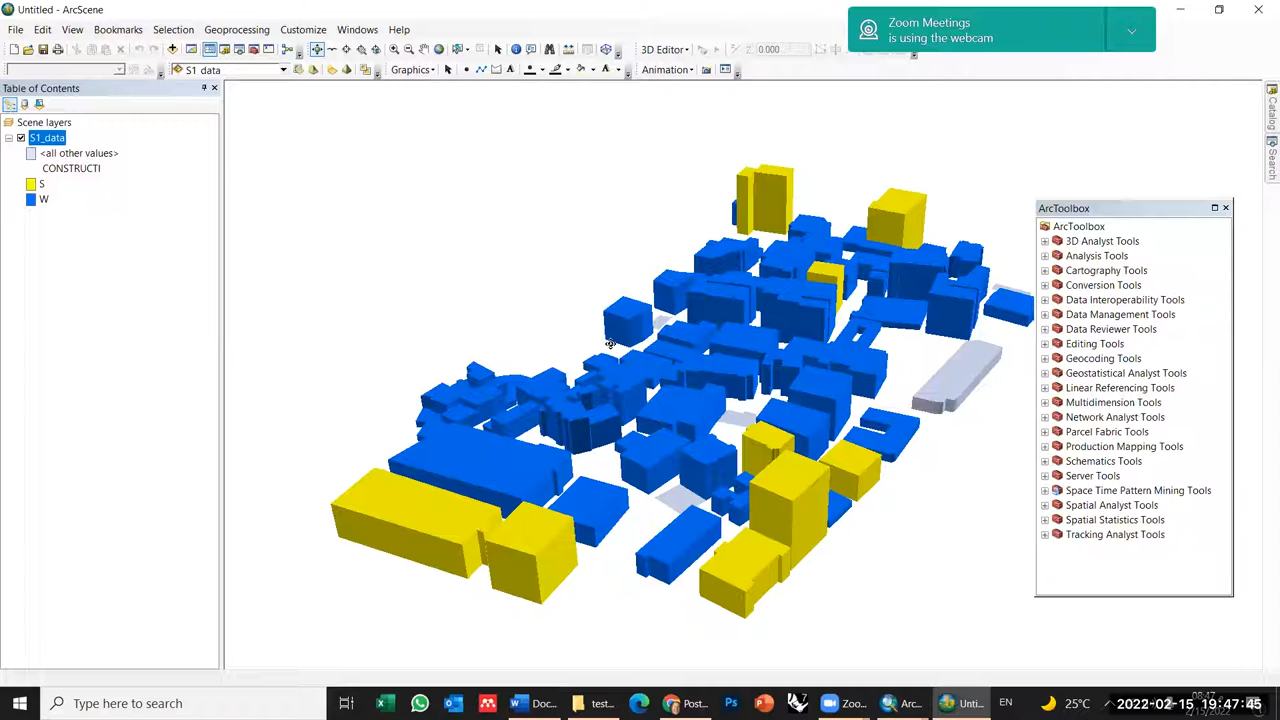 Untitled - ArcScene
File Edit View Bookmarks Selection Geoprocessing Customize Windows Help
Zoom Meetings
is using the webcam
3D Editor
0.000
S1 data
Graphics
Animation
Table of Contents
Scene layers
S1_data
<all other values>
CONSTRUCTI
S
W
Catalog
Search
ArcToolbox
ArcToolbox
3D Analyst Tools
Analysis Tools
Cartography Tools
Conversion Tools
Data Interoperability Tools
Data Management Tools
Data Reviewer Tools
Editing Tools
Geocoding Tools
Geostatistical Analyst Tools
Linear Referencing Tools
Multidimension Tools
Network Analyst Tools
Parcel Fabric Tools
Production Mapping Tools
Schematics Tools
Server Tools
Space Time Pattern Mining Tools
Spatial Analyst Tools
Spatial Statistics Tools
Tracking Analyst Tools
Type here to search
Doc...
test...
Post...
Zoo...
Arc...
Unti...
EN
25°C
2022-02-15 19:47:45